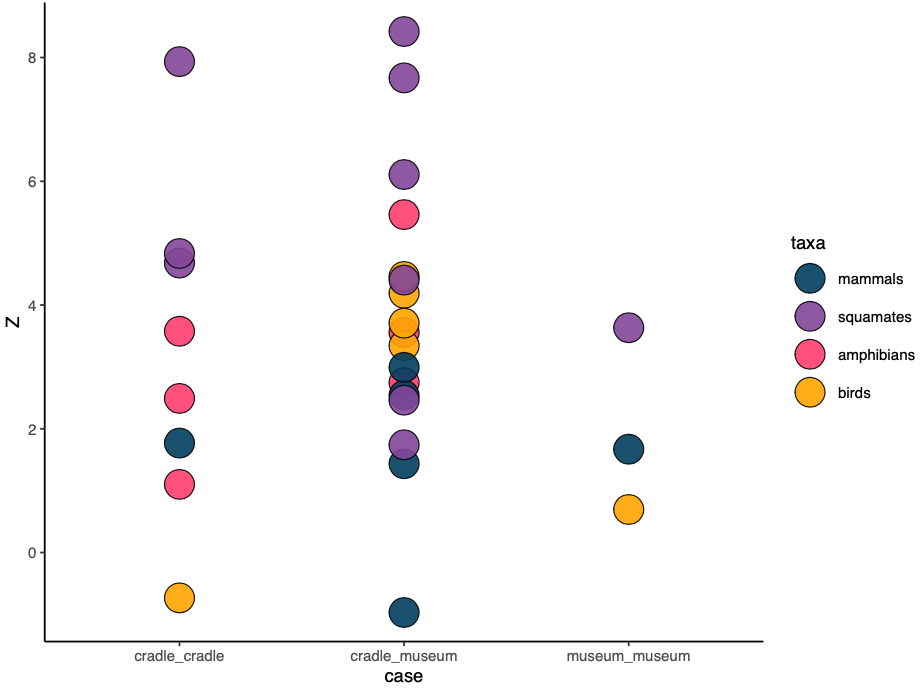 8
6
4
2
0
Z
cradle_cradle
cradle_museum
museum_museum
case
taxa
mammals
squamates
amphibians
birds